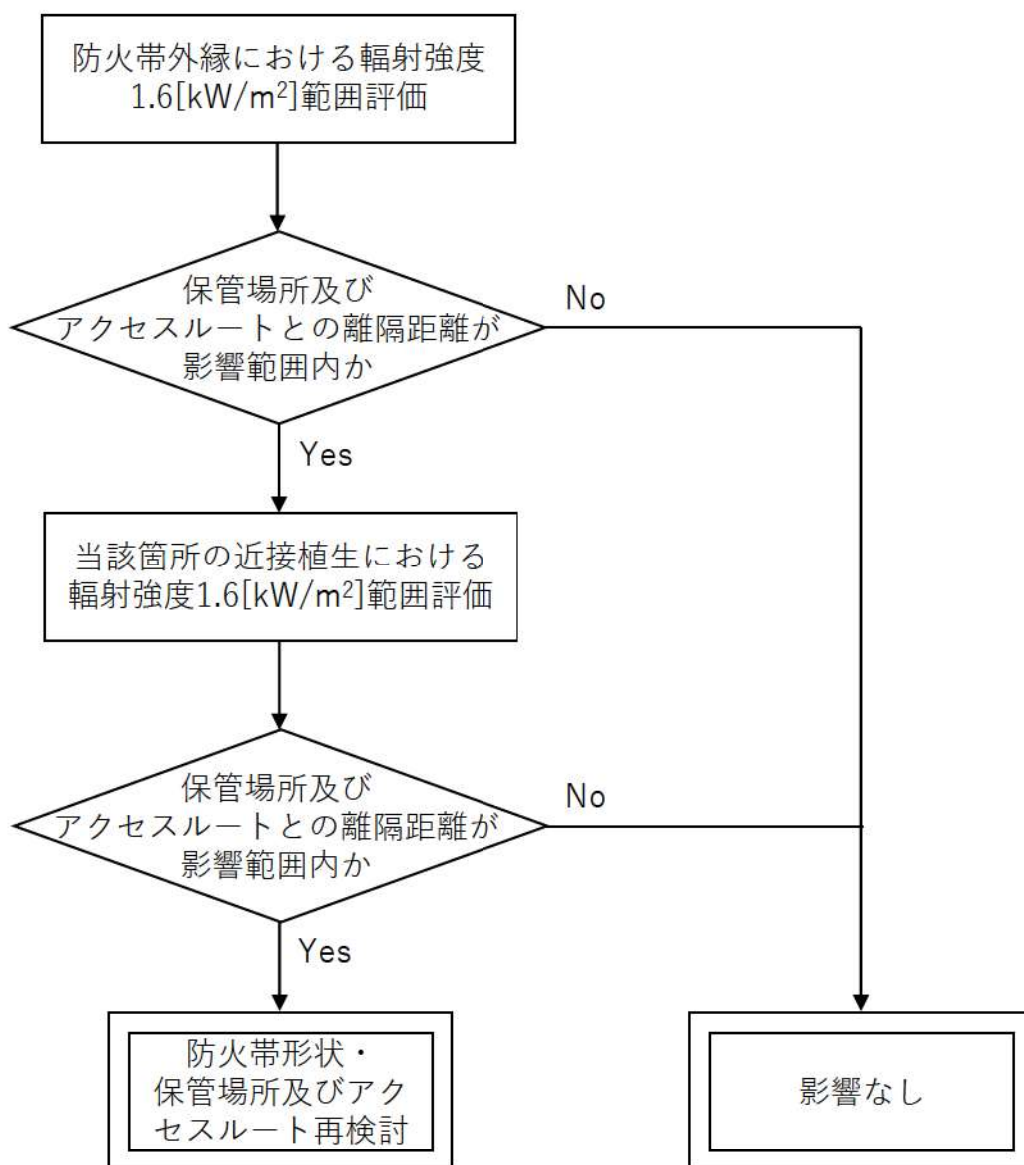 防火帯外縁における輻射強度
1.6[kW/m²]範囲評価
保管場所及び
アクセスルートとの離隔距離が
影響範囲内か
No
Yes
当該箇所の近接植生における
輻射強度1.6[kW/m²]範囲評価
保管場所及び
アクセスルートとの離隔距離が
影響範囲内か
No
Yes
防火帯形状・
保管場所及びアク
セスルート再検討
影響なし